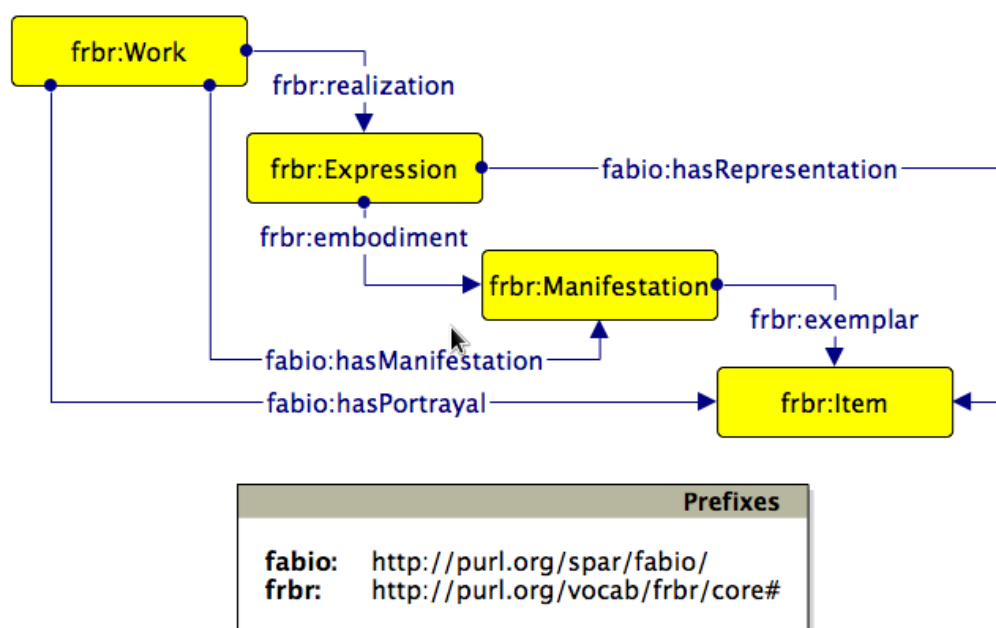 frbr:Work
frbr:realization
frbr:Expression
fabio:hasRepresentation
frbr:embodiment
frbr:Manifestation
frbr:exemplar
fabio:hasManifestation
fabio:hasPortrayal
frbr:Item
Prefixes
fabio: http://purl.org/spar/fabio/
frbr: http://purl.org/vocab/frbr/core#